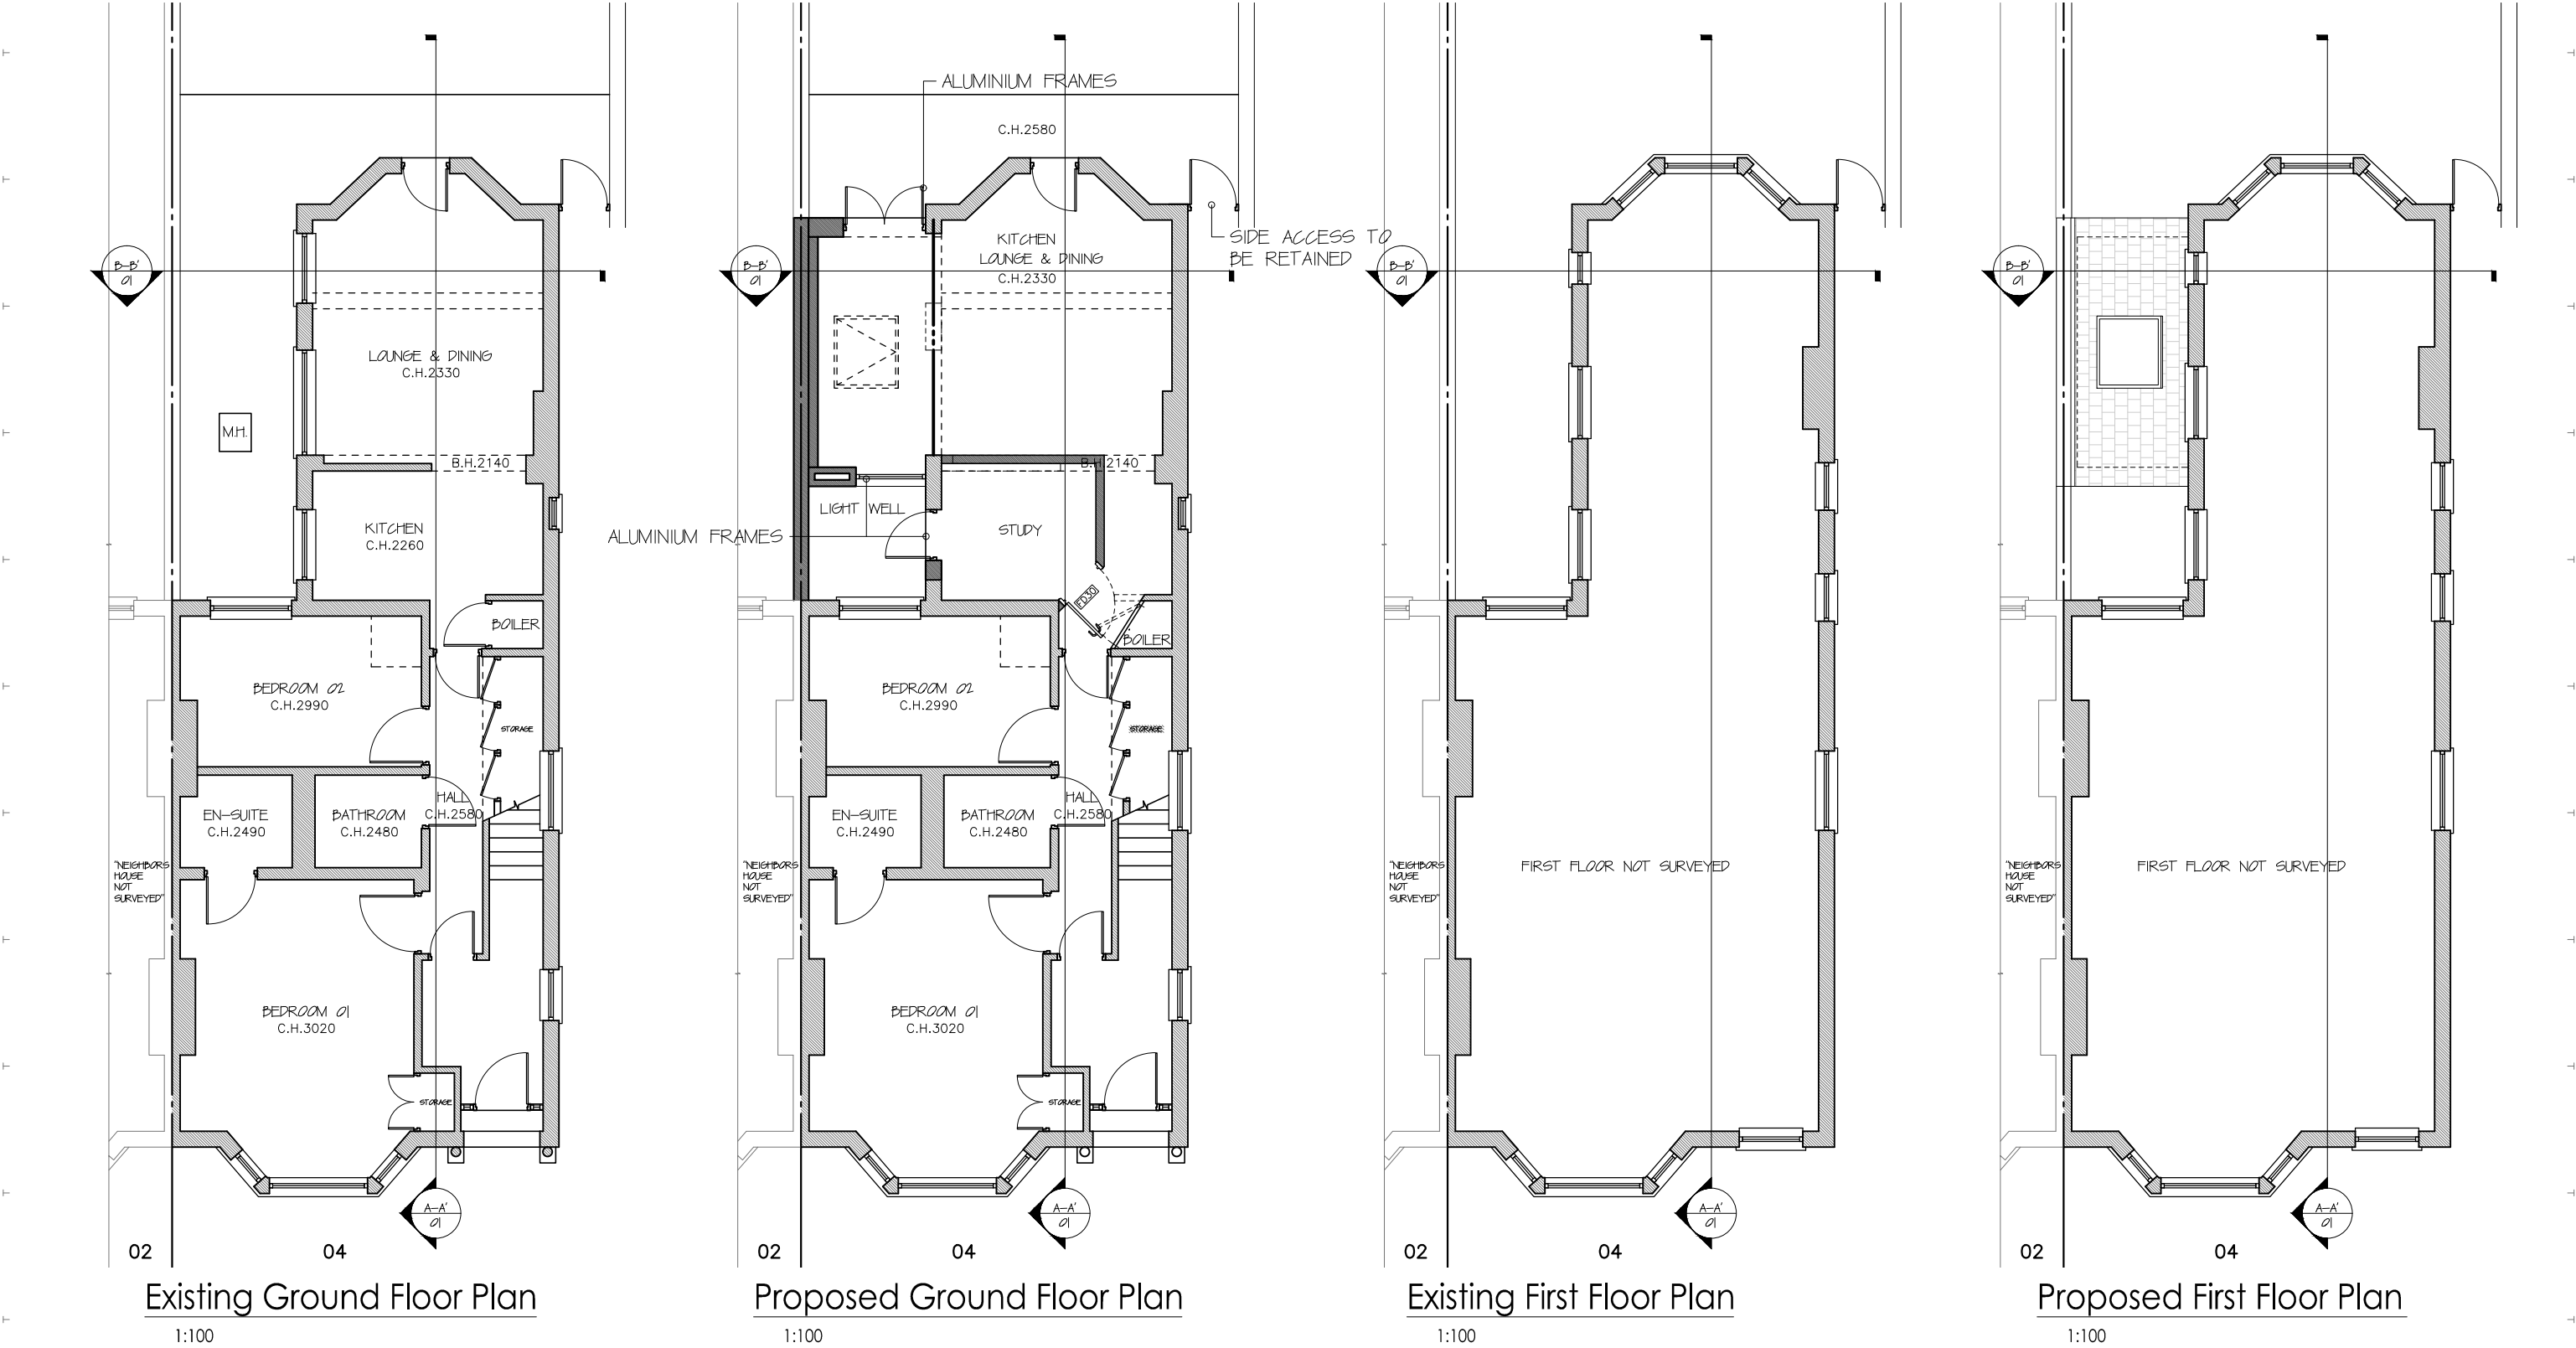 B-B'
01
LOUNGE & DINING
C.H.2330
M.H.
B.H.2140
KITCHEN
C.H.2260
BOILER
BEDROOM 02
C.H.2990
STORAGE
HALL
C.H.2580
EN-SUITE
C.H.2490
BATHROOM
C.H.2480
"NEIGHBORS
HOUSE
NOT
SURVEYED"
BEDROOM 01
C.H.3020
STORAGE
A-A'
01
02
04
Existing Ground Floor Plan
1:100
ALUMINIUM FRAMES
C.H.2580
SIDE ACCESS TO
BE RETAINED
B-B'
01
KITCHEN
LOUNGE & DINING
C.H.2330
B.H.2140
LIGHT WELL
STUDY
ALUMINIUM FRAMES
FD30
BOILER
BEDROOM 02
C.H.2990
STORAGE
HALL
C.H.2580
EN-SUITE
C.H.2490
BATHROOM
C.H.2480
"NEIGHBORS
HOUSE
NOT
SURVEYED"
BEDROOM 01
C.H.3020
STORAGE
A-A'
01
02
04
Proposed Ground Floor Plan
1:100
B-B'
01
FIRST FLOOR NOT SURVEYED
"NEIGHBORS
HOUSE
NOT
SURVEYED"
A-A'
01
02
04
Existing First Floor Plan
1:100
B-B'
01
FIRST FLOOR NOT SURVEYED
"NEIGHBORS
HOUSE
NOT
SURVEYED"
A-A'
01
02
04
Proposed First Floor Plan
1:100